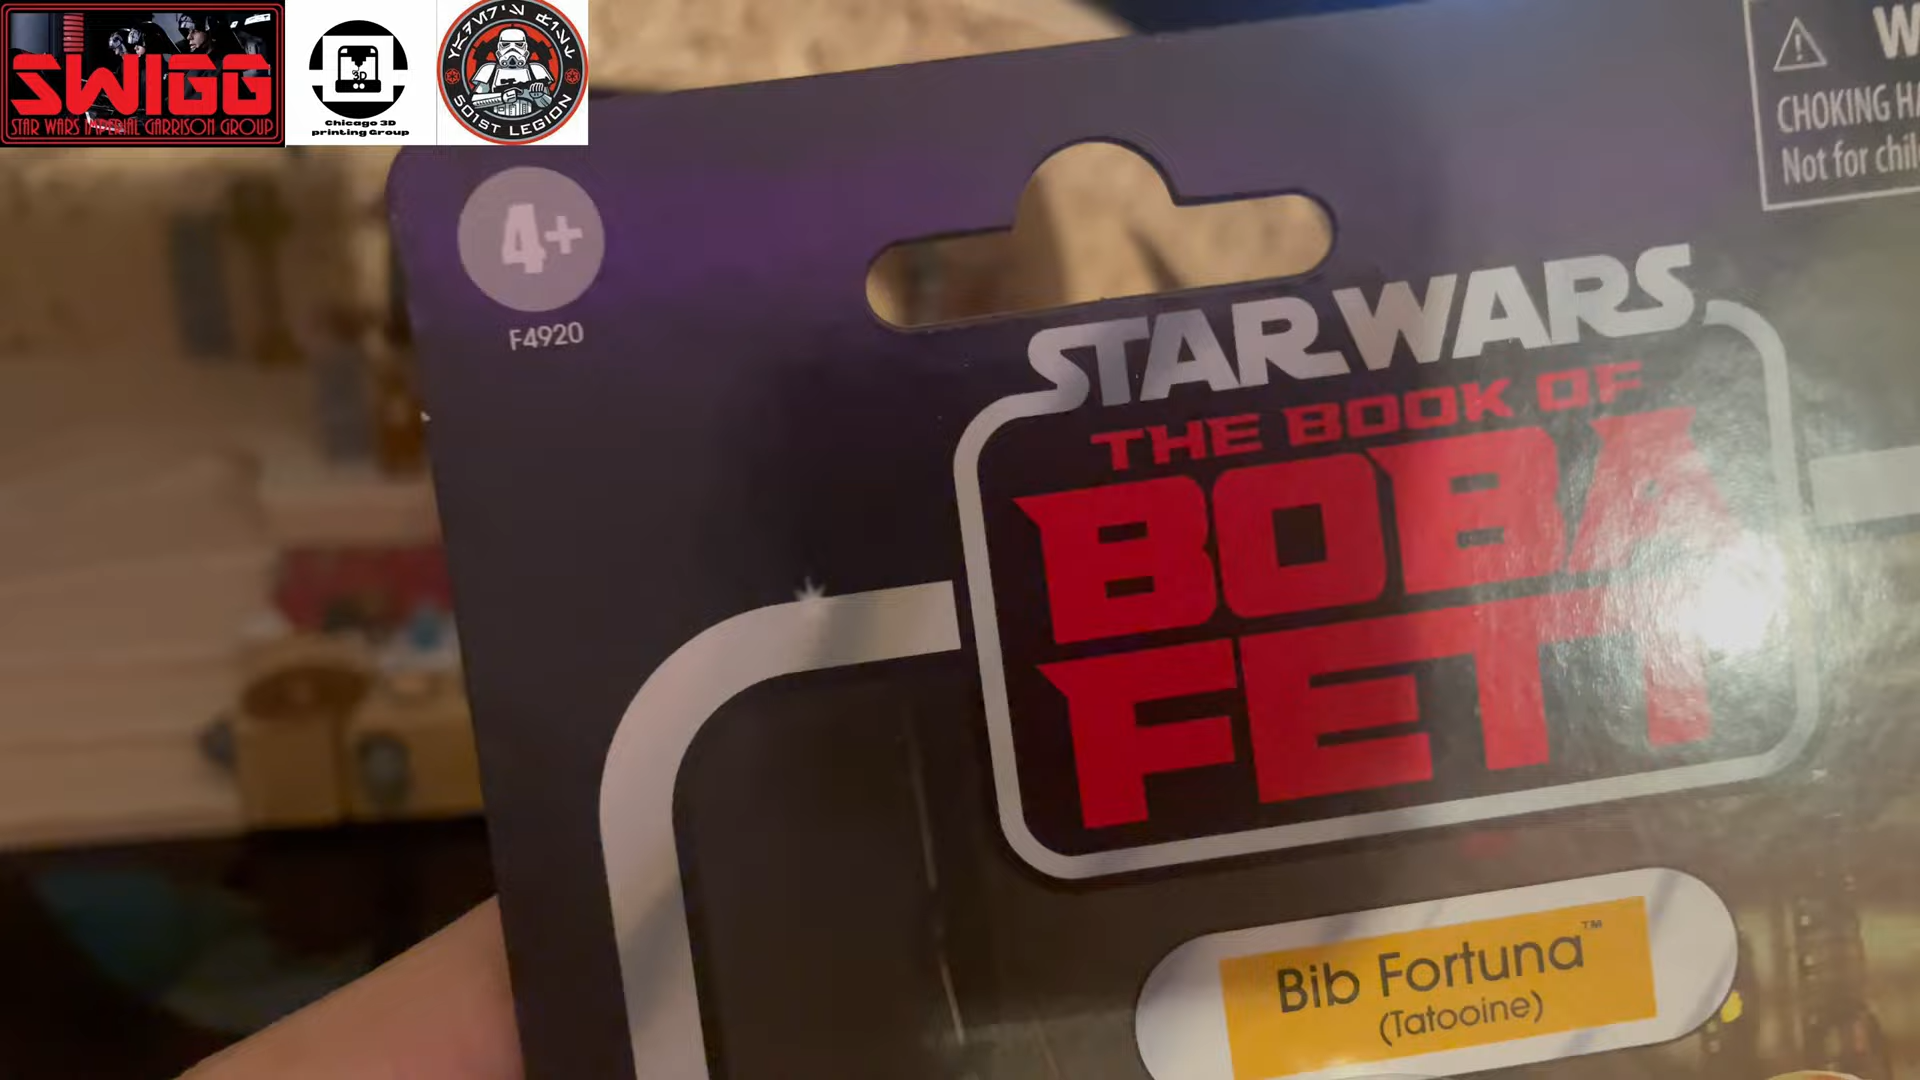 SWIGG
STAR WARS IMPERIAL GARRISON GROUP
3D
Chicago 3D
printing Group
501ST LEGION
4+
F4920
CHOKING HA
Not for chil
STAR WARS
THE BOOK OF
BOBA
FETT
Bib Fortuna™
(Tatooine)